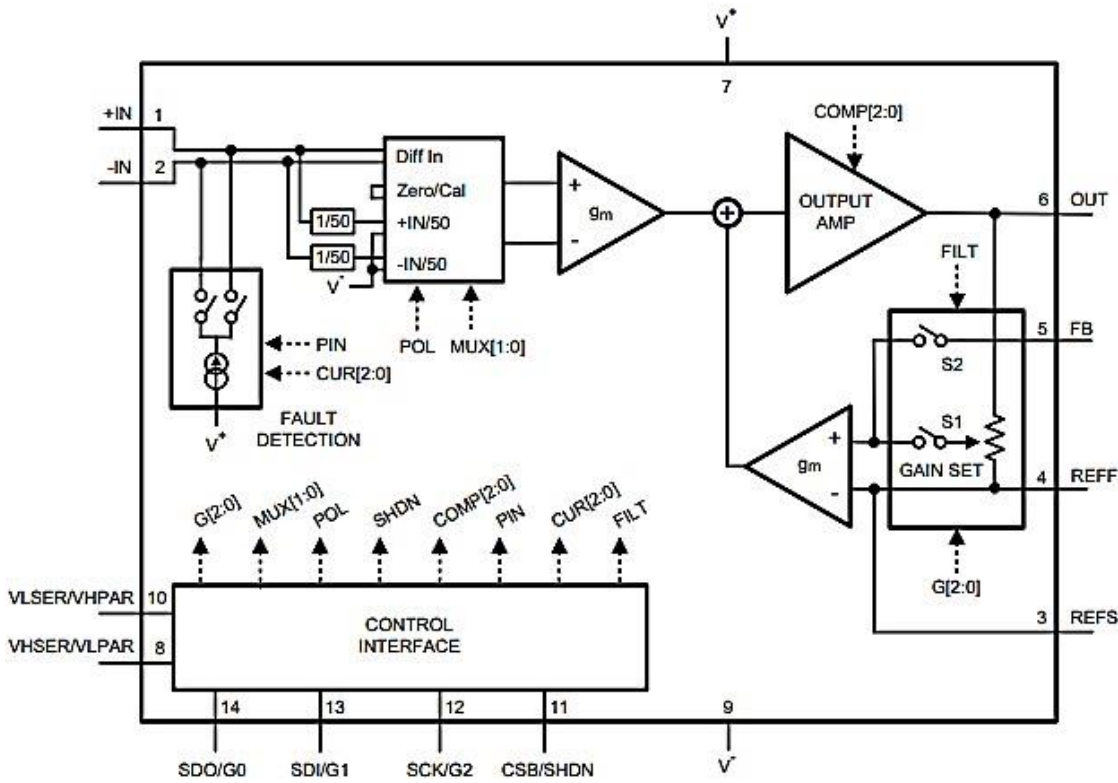 V+
7
+IN 1
-IN 2
COMP[2:0]
Diff In
Zero/Cal
+IN/50
-IN/50
1/50
1/50
V-
+
gm
-
+
OUTPUT
AMP
6 OUT
FILT
5 FB
S2
S1
GAIN SET
+
gm
-
4 REFF
G[2:0]
3 REFS
POL
MUX[1:0]
PIN
CUR[2:0]
FAULT
DETECTION
V+
G[2:0]
MUX[1:0]
POL
SHDN
COMP[2:0]
PIN
CUR[2:0]
FILT
VLSER/VHPAR 10
VHSER/VLPAR 8
CONTROL
INTERFACE
14
13
12
11
9
SDO/G0
SDI/G1
SCK/G2
CSB/SHDN
V-